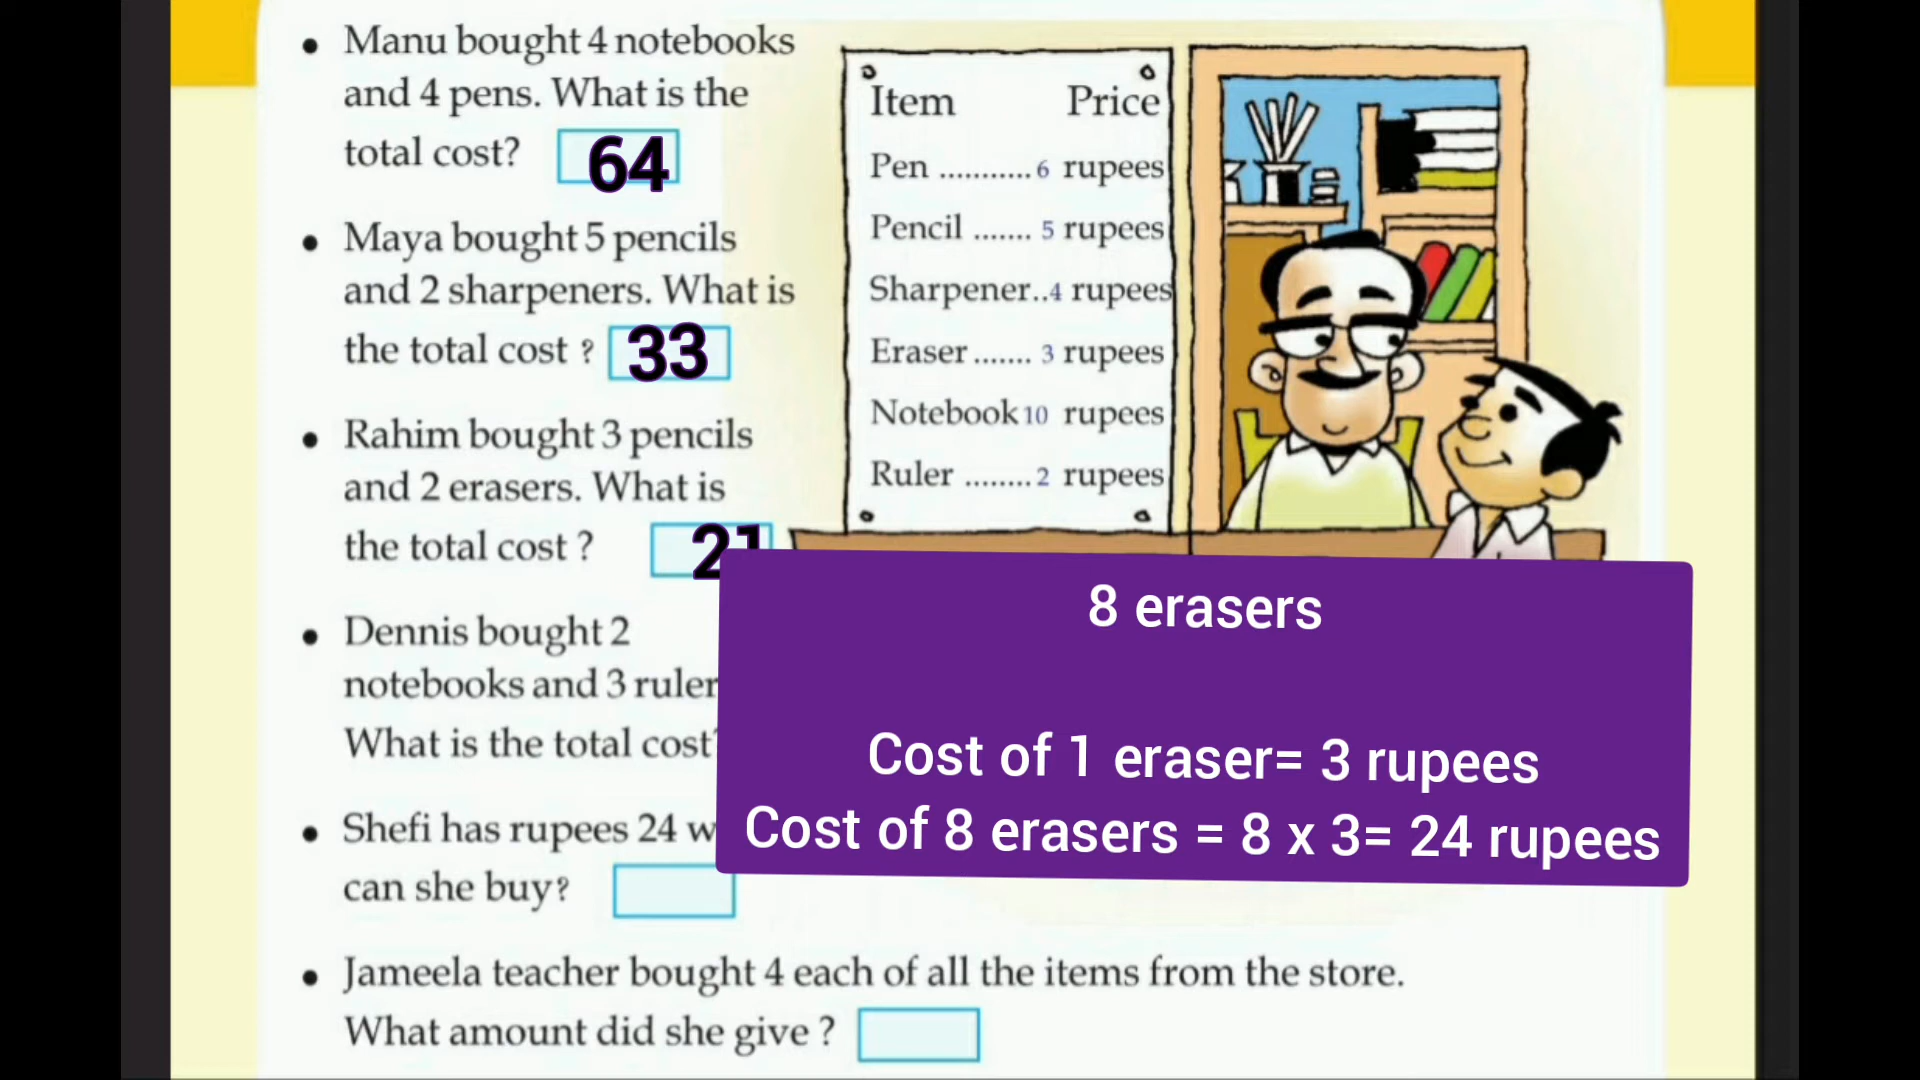 • Manu bought 4 notebooks
and 4 pens. What is the
total cost? 64
• Maya bought 5 pencils
and 2 sharpeners. What is
the total cost ? 33
• Rahim bought 3 pencils
and 2 erasers. What is
the total cost ? 21
• Dennis bought 2
notebooks and 3 ruler
What is the total cost
• Shefi has rupees 24 w
can she buy?
• Jameela teacher bought 4 each of all the items from the store.
What amount did she give ?
Item Price
Pen ...........6 rupees
Pencil ....... 5 rupees
Sharpener..4 rupees
Eraser ....... 3 rupees
Notebook 10 rupees
Ruler ........2 rupees
8 erasers
Cost of 1 eraser= 3 rupees
Cost of 8 erasers = 8 x 3= 24 rupees